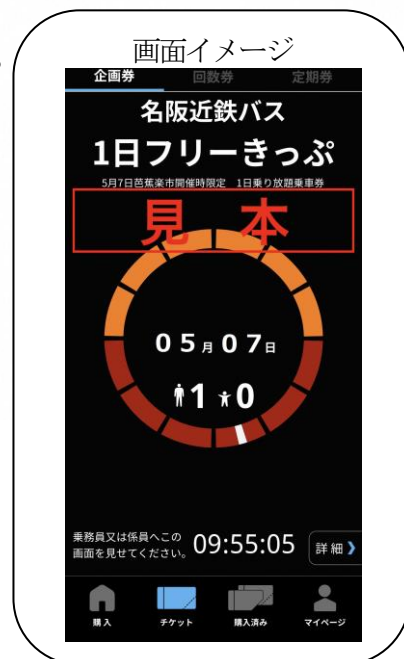 画面イメージ
企画券 回数券 定期券
名阪近鉄バス
1日フリーきっぷ
5月7日芭蕉楽市開催時限定 1日乗り放題乗車券
見 本
05月07日
1 0
乗務員又は係員へこの
画面を見せてください。
09:55:05
詳細 》
購入 チケット 購入済み マイページ